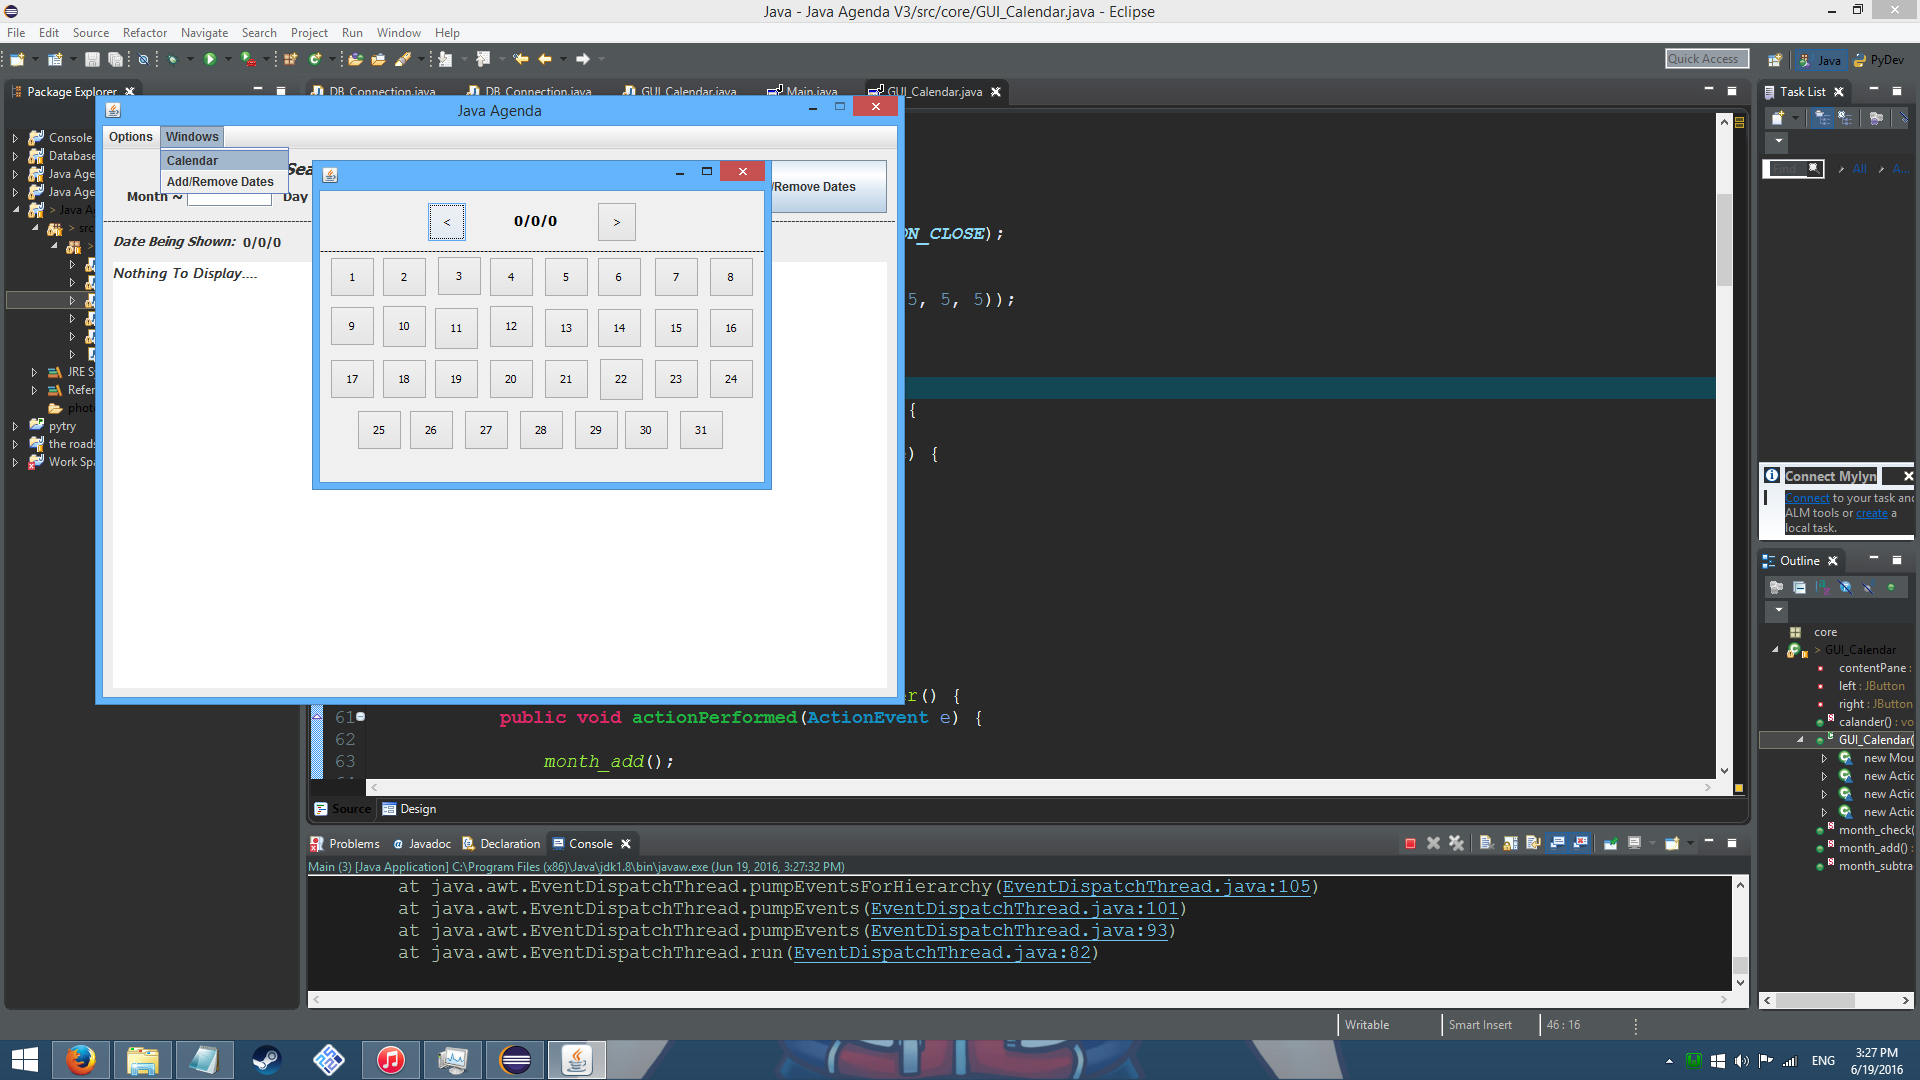 Java - Java Agenda V3/src/core/GUI_Calendar.java - Eclipse
File Edit Source Refactor Navigate Search Project Run Window Help
Quick Access Java PyDev
Package Explorer
DB_Connection.java DB_Connection.java GUI_Calendar.java Main.java GUI_Calendar.java
Task List
Java Agenda
Options Windows
Calendar
Add/Remove Dates
Month ~ Day
/Remove Dates
Date Being Shown: 0/0/0
Nothing To Display....
< 0/0/0 >
1 2 3 4 5 6 7 8
9 10 11 12 13 14 15 16
17 18 19 20 21 22 23 24
25 26 27 28 29 30 31
Console
Database
Java Age
Java Age
> Java A
> src
>
JRE Sy
Refer
photo
pytry
the roads
Work Spa
ON_CLOSE);
5, 5, 5));
{
) {
er() {
61 public void actionPerformed(ActionEvent e) {
62
63 month_add();
Source Design
Find All A...
Connect Mylyn
Connect to your task and
ALM tools or create a
local task.
Outline
core
> GUI_Calendar
contentPane :
left : JButton
right : JButton
calander() : vo
GUI_Calendar(
new Mou
new Actio
new Actio
new Actio
month_check(
month_add() :
month_subtra
Problems Javadoc Declaration Console
Main (3) [Java Application] C:\Program Files (x86)\Java\jdk1.8\bin\javaw.exe (Jun 19, 2016, 3:27:32 PM)
at java.awt.EventDispatchThread.pumpEventsForHierarchy(EventDispatchThread.java:105)
at java.awt.EventDispatchThread.pumpEvents(EventDispatchThread.java:101)
at java.awt.EventDispatchThread.pumpEvents(EventDispatchThread.java:93)
at java.awt.EventDispatchThread.run(EventDispatchThread.java:82)
Writable Smart Insert 46 : 16
ENG 3:27 PM
6/19/2016